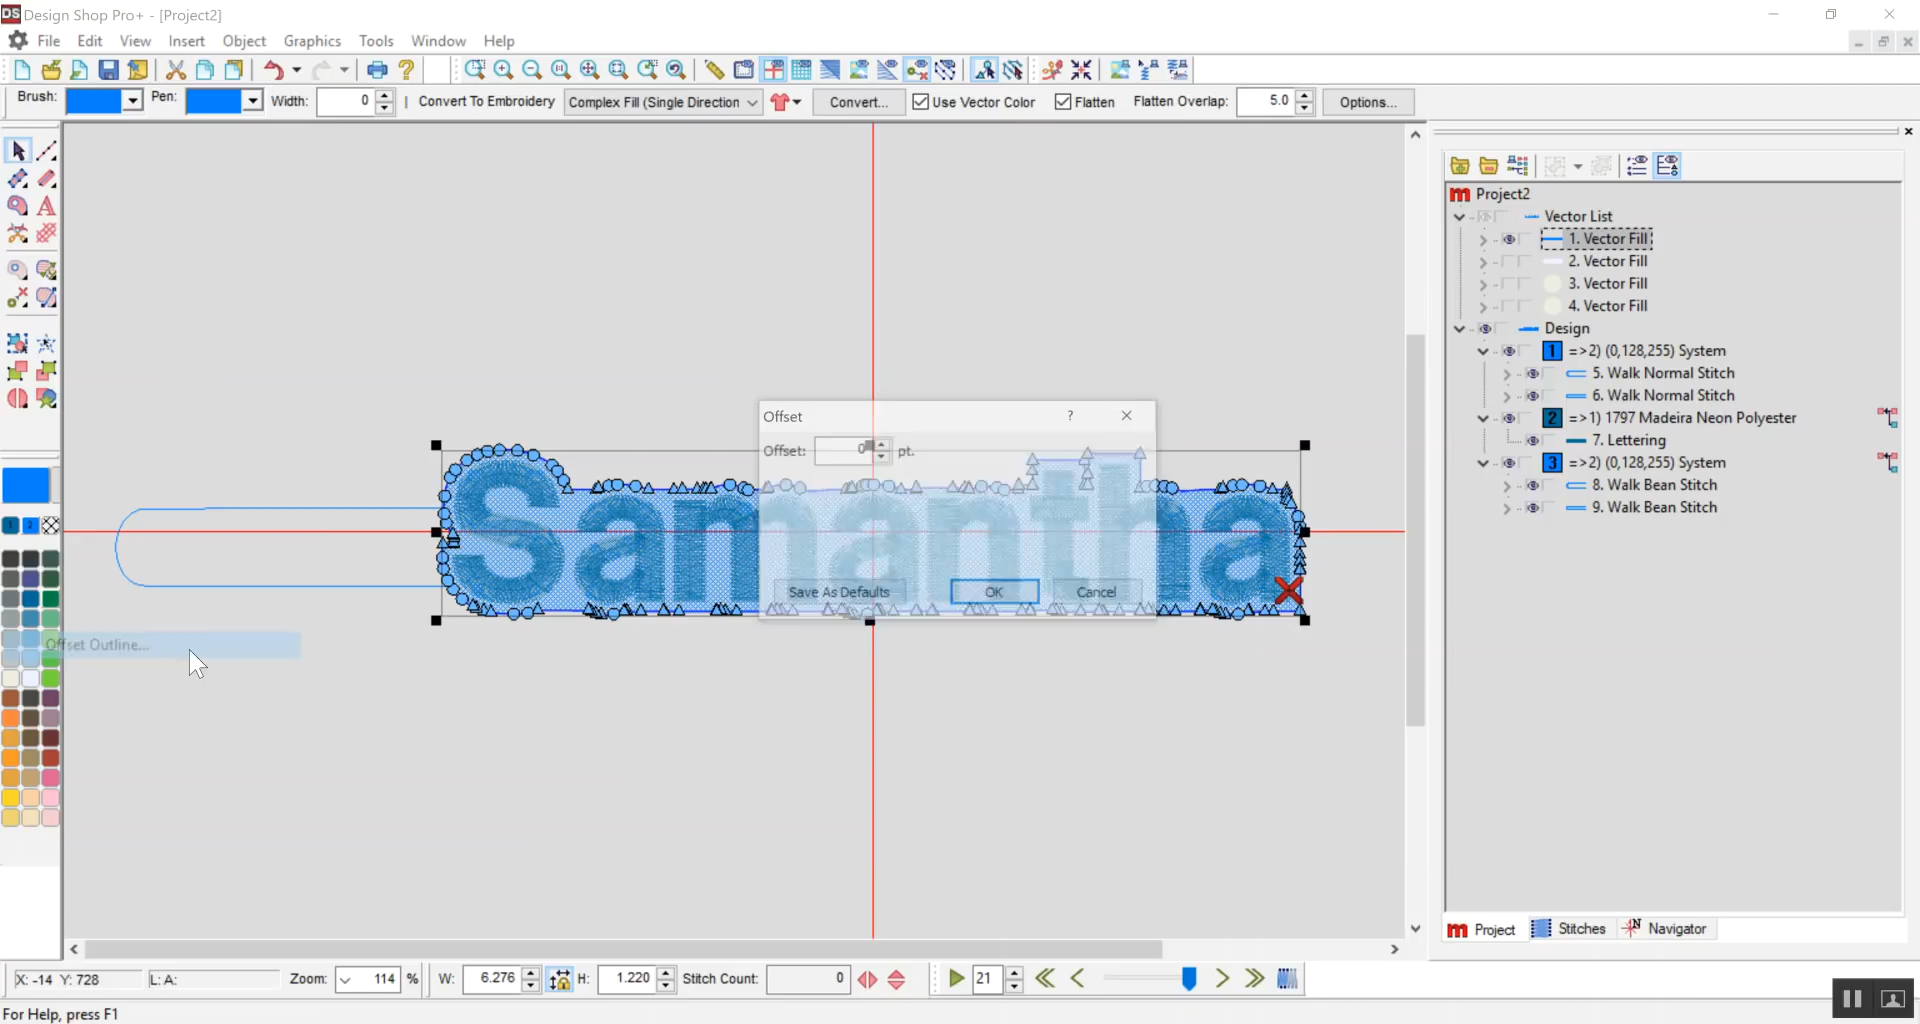 DS Design Shop Pro+ - [Project2]
File Edit View Insert Object Graphics Tools Window Help
Brush: Pen: Width: 0 | Convert To Embroidery Complex Fill (Single Direction Convert... Use Vector Color Flatten Flatten Overlap: 5.0 Options...
Project2
Vector List
1. Vector Fill
2. Vector Fill
3. Vector Fill
4. Vector Fill
Design
1 =>2) (0,128,255) System
5. Walk Normal Stitch
6. Walk Normal Stitch
2 =>1) 1797 Madeira Neon Polyester
7. Lettering
3 =>2) (0,128,255) System
8. Walk Bean Stitch
9. Walk Bean Stitch
Offset ?
Offset: 0 pt.
Samantha
Save As Defaults OK Cancel
Offset Outline...
1 2
Project Stitches Navigator
X: -14 Y: 728 L: A: Zoom: 114 % W: 6.276 H: 1.220 Stitch Count: 0 21
For Help, press F1